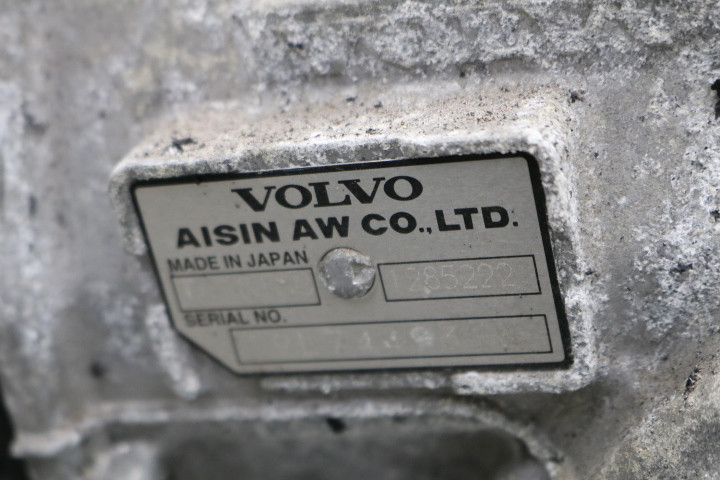 VOLVO
AISIN AW CO., LTD.
MADE IN JAPAN
1285222
SERIAL NO.